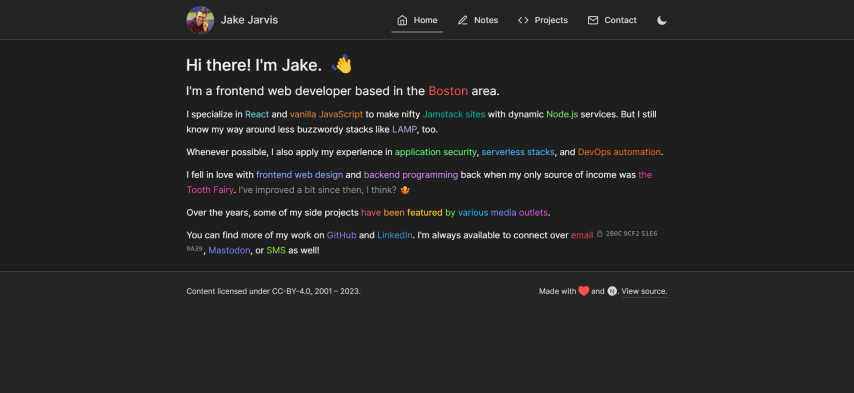 Jake Jarvis
Home Notes Projects Contact
Hi there! I'm Jake.
I'm a frontend web developer based in the Boston area.
I specialize in React and vanilla JavaScript to make nifty Jamstack sites with dynamic Node.js services. But I still
know my way around less buzzwordy stacks like LAMP, too.
Whenever possible, I also apply my experience in application security, serverless stacks, and DevOps automation.
I fell in love with frontend web design and backend programming back when my only source of income was the
Tooth Fairy. I've improved a bit since then, I think?
Over the years, some of my side projects have been featured by various media outlets.
You can find more of my work on GitHub and LinkedIn. I'm always available to connect over email 2B0C 9CF2 51E6
9A39, Mastodon, or SMS as well!
Content licensed under CC-BY-4.0, 2001 – 2023.
Made with and N. View source.